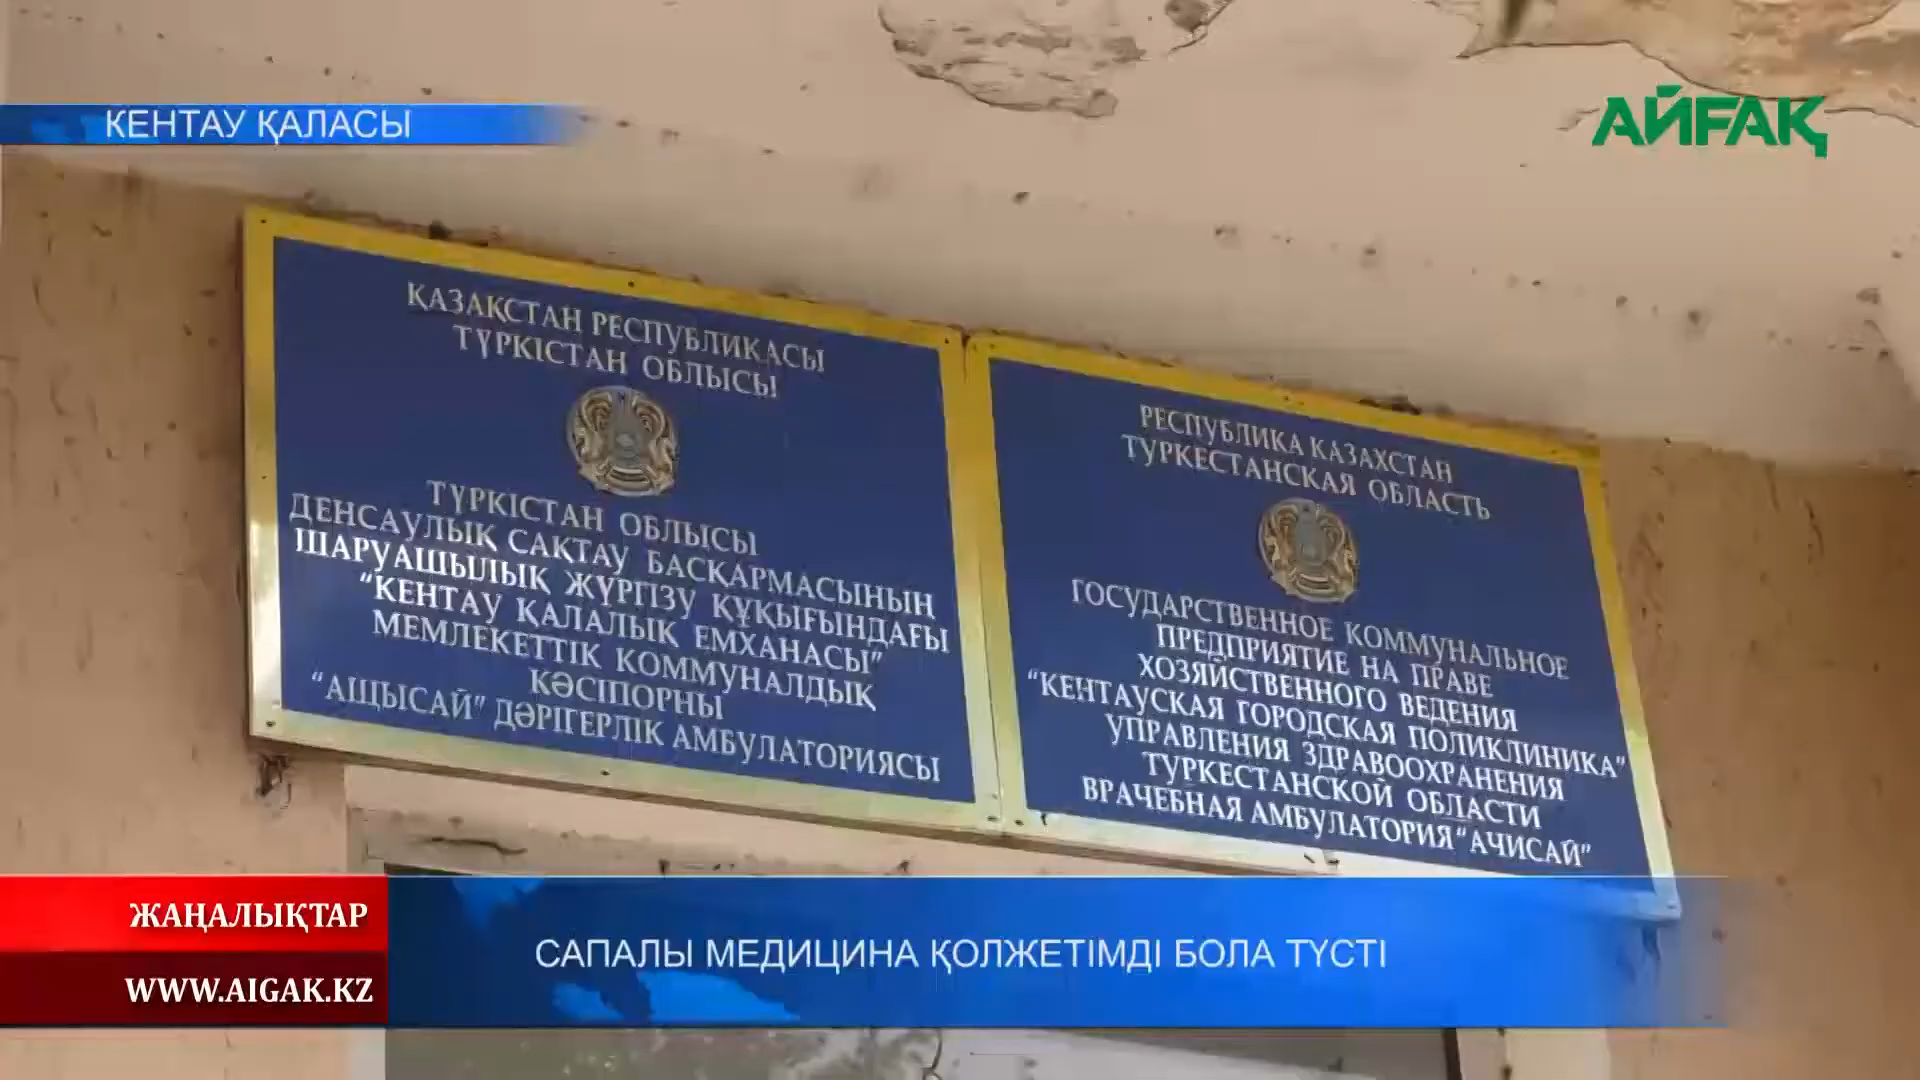 КЕНТАУ ҚАЛАСЫ
АЙҒАҚ
ҚАЗАҚСТАН РЕСПУБЛИКАСЫ
ТҮРКІСТАН ОБЛЫСЫ
ТҮРКІСТАН ОБЛЫСЫ
ДЕНСАУЛЫҚ САҚТАУ БАСҚАРМАСЫНЫҢ
ШАРУАШЫЛЫҚ ЖҮРГІЗУ ҚҰҚЫҒЫНДАҒЫ
"КЕНТАУ ҚАЛАЛЫҚ ЕМХАНАСЫ"
МЕМЛЕКЕТТІК КОММУНАЛДЫҚ
КӘСІПОРНЫ
"АЩЫСАЙ" ДӘРІГЕРЛІК АМБУЛАТОРИЯСЫ
РЕСПУБЛИКА КАЗАХСТАН
ТУРКЕСТАНСКАЯ ОБЛАСТЬ
ГОСУДАРСТВЕННОЕ КОММУНАЛЬНОЕ
ПРЕДПРИЯТИЕ НА ПРАВЕ
ХОЗЯЙСТВЕННОГО ВЕДЕНИЯ
"КЕНТАУСКАЯ ГОРОДСКАЯ ПОЛИКЛИНИКА"
УПРАВЛЕНИЯ ЗДРАВООХРАНЕНИЯ
ТУРКЕСТАНСКОЙ ОБЛАСТИ
ВРАЧЕБНАЯ АМБУЛАТОРИЯ "АЧИСАЙ"
ЖАҢАЛЫҚТАР
WWW.AIGAK.KZ
САПАЛЫ МЕДИЦИНА ҚОЛЖЕТІМДІ БОЛА ТҮСТІ